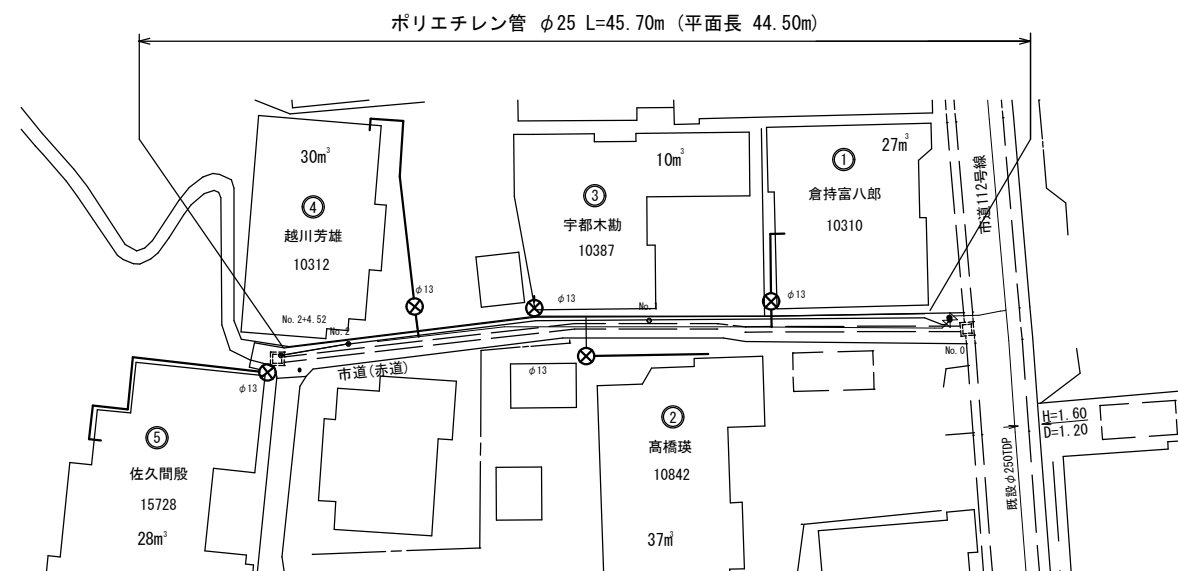 ポリエチレン管 φ25 L=45.70m (平面長 44.50m)
30m³
④
越川芳雄
10312
10m³
③
宇都木勘
10387
27m³
①
倉持富八郎
10310
市道112号線
φ13
φ13
φ13
No.2+4.52
No.2
No.1
No.0
市道(赤道)
φ13
φ13
⑤
佐久間殷
15728
28m³
②
髙橋瑛
10842
37m³
H=1.60
D=1.20
既設φ250TDP